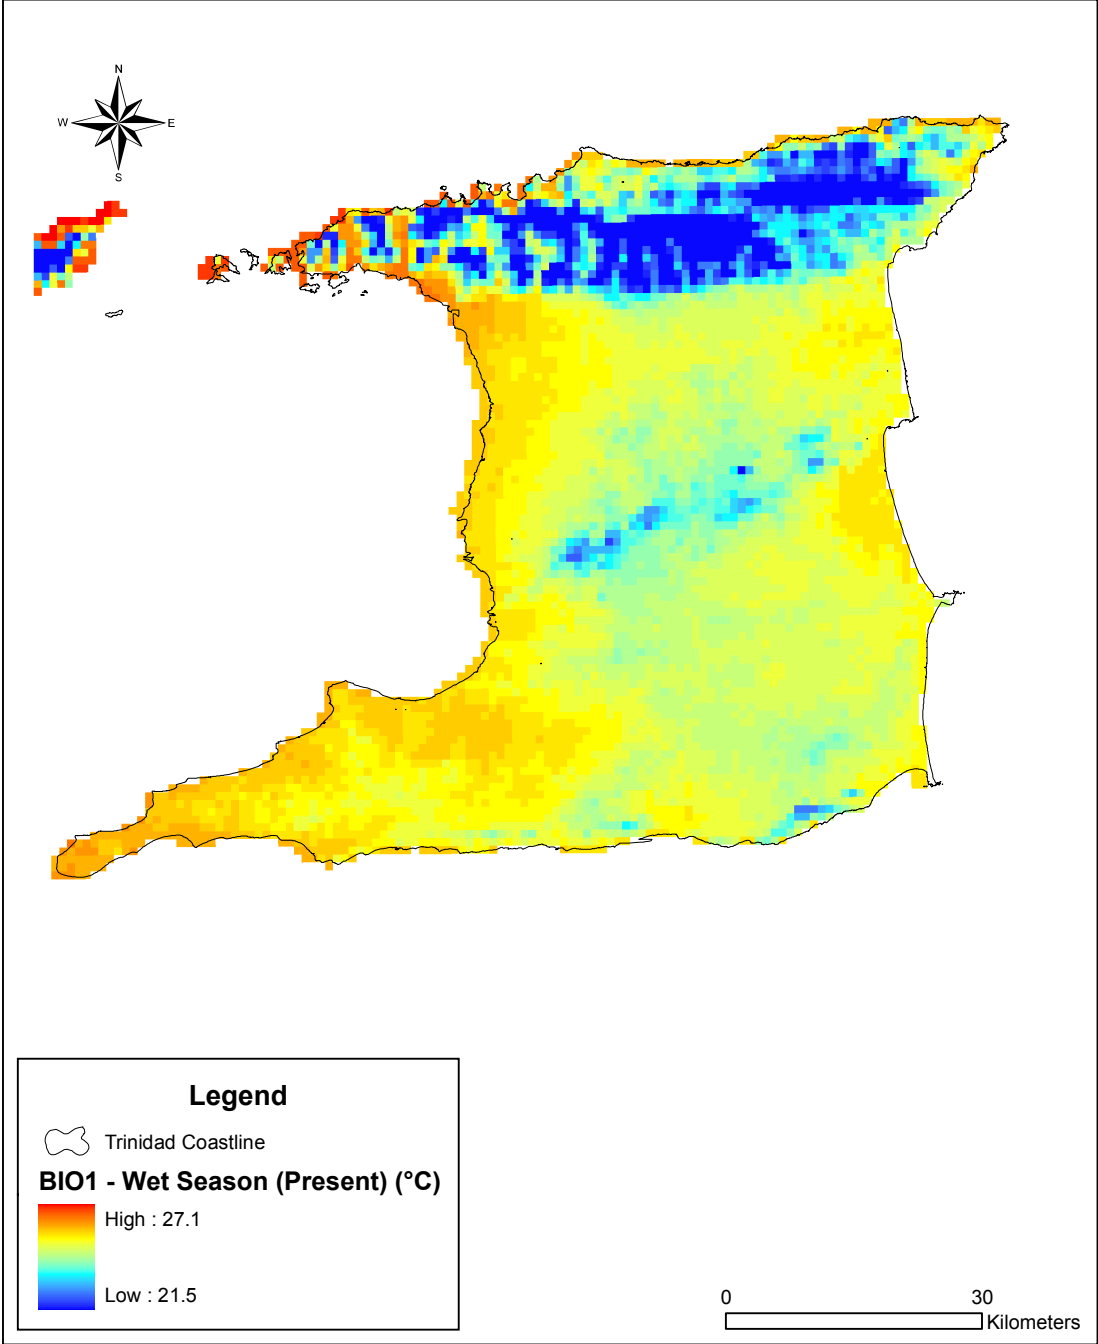 N
W E
S
Legend
Trinidad Coastline
BIO1 - Wet Season (Present) (°C)
High : 27.1
Low : 21.5
0 30
Kilometers